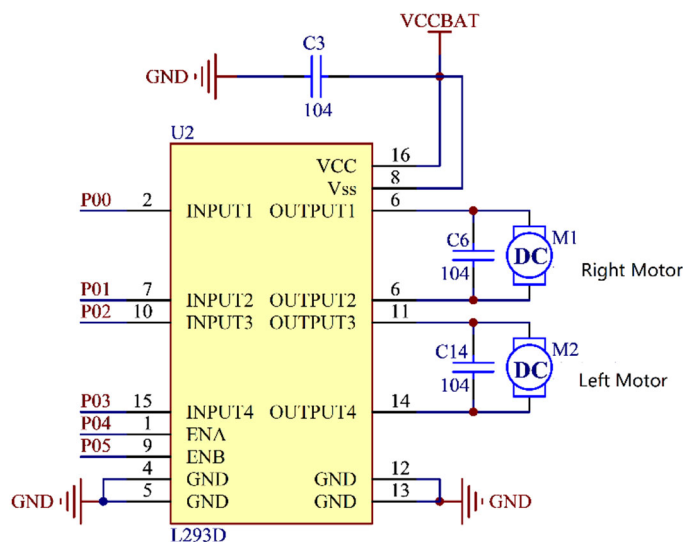 VCCBAT
C3
GND
104
U2
VCC 16
Vss 8
P00 2 INPUT1 OUTPUT1 6
C6 M1
104 DC Right Motor
P01 7 INPUT2 OUTPUT2 6
P02 10 INPUT3 OUTPUT3 11
C14 M2
104 DC Left Motor
P03 15 INPUT4 OUTPUT4 14
P04 1 ENA
P05 9 ENB
4 GND GND 12
GND 5 GND GND 13 GND
L293D